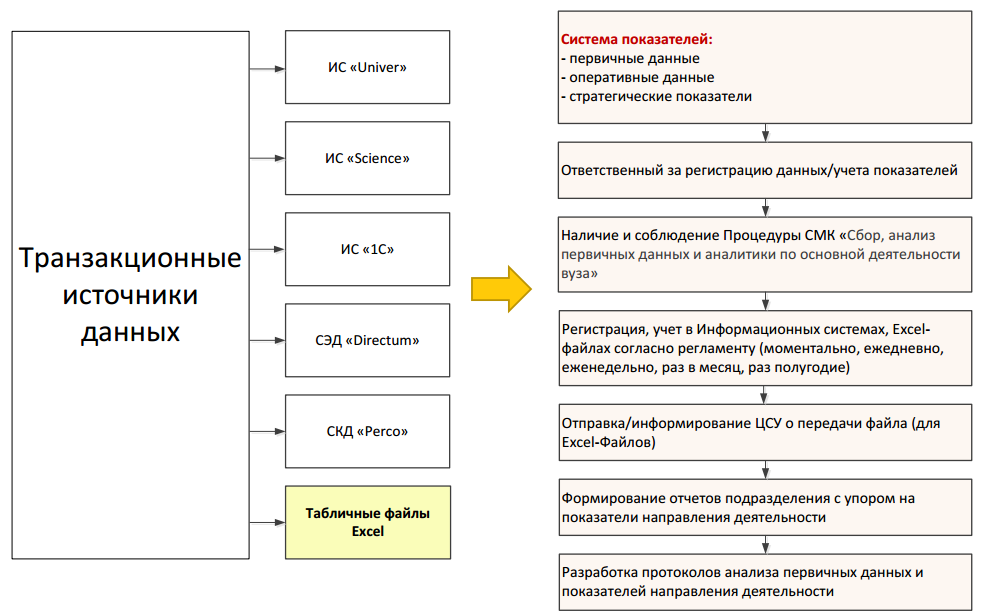 Транзакционные
источники
данных
ИС «Univer»
ИС «Science»
ИС «1С»
СЭД «Directum»
СКД «Perco»
Табличные файлы
Excel
Система показателей:
- первичные данные
- оперативные данные
- стратегические показатели
Ответственный за регистрацию данных/учета показателей
Наличие и соблюдение Процедуры СМК «Сбор, анализ
первичных данных и аналитики по основной деятельности
вуза»
Регистрация, учет в Информационных системах, Excel-
файлах согласно регламенту (моментально, ежедневно,
еженедельно, раз в месяц, раз полугодие)
Отправка/информирование ЦСУ о передачи файла (для
Excel-Файлов)
Формирование отчетов подразделения с упором на
показатели направления деятельности
Разработка протоколов анализа первичных данных и
показателей направления деятельности